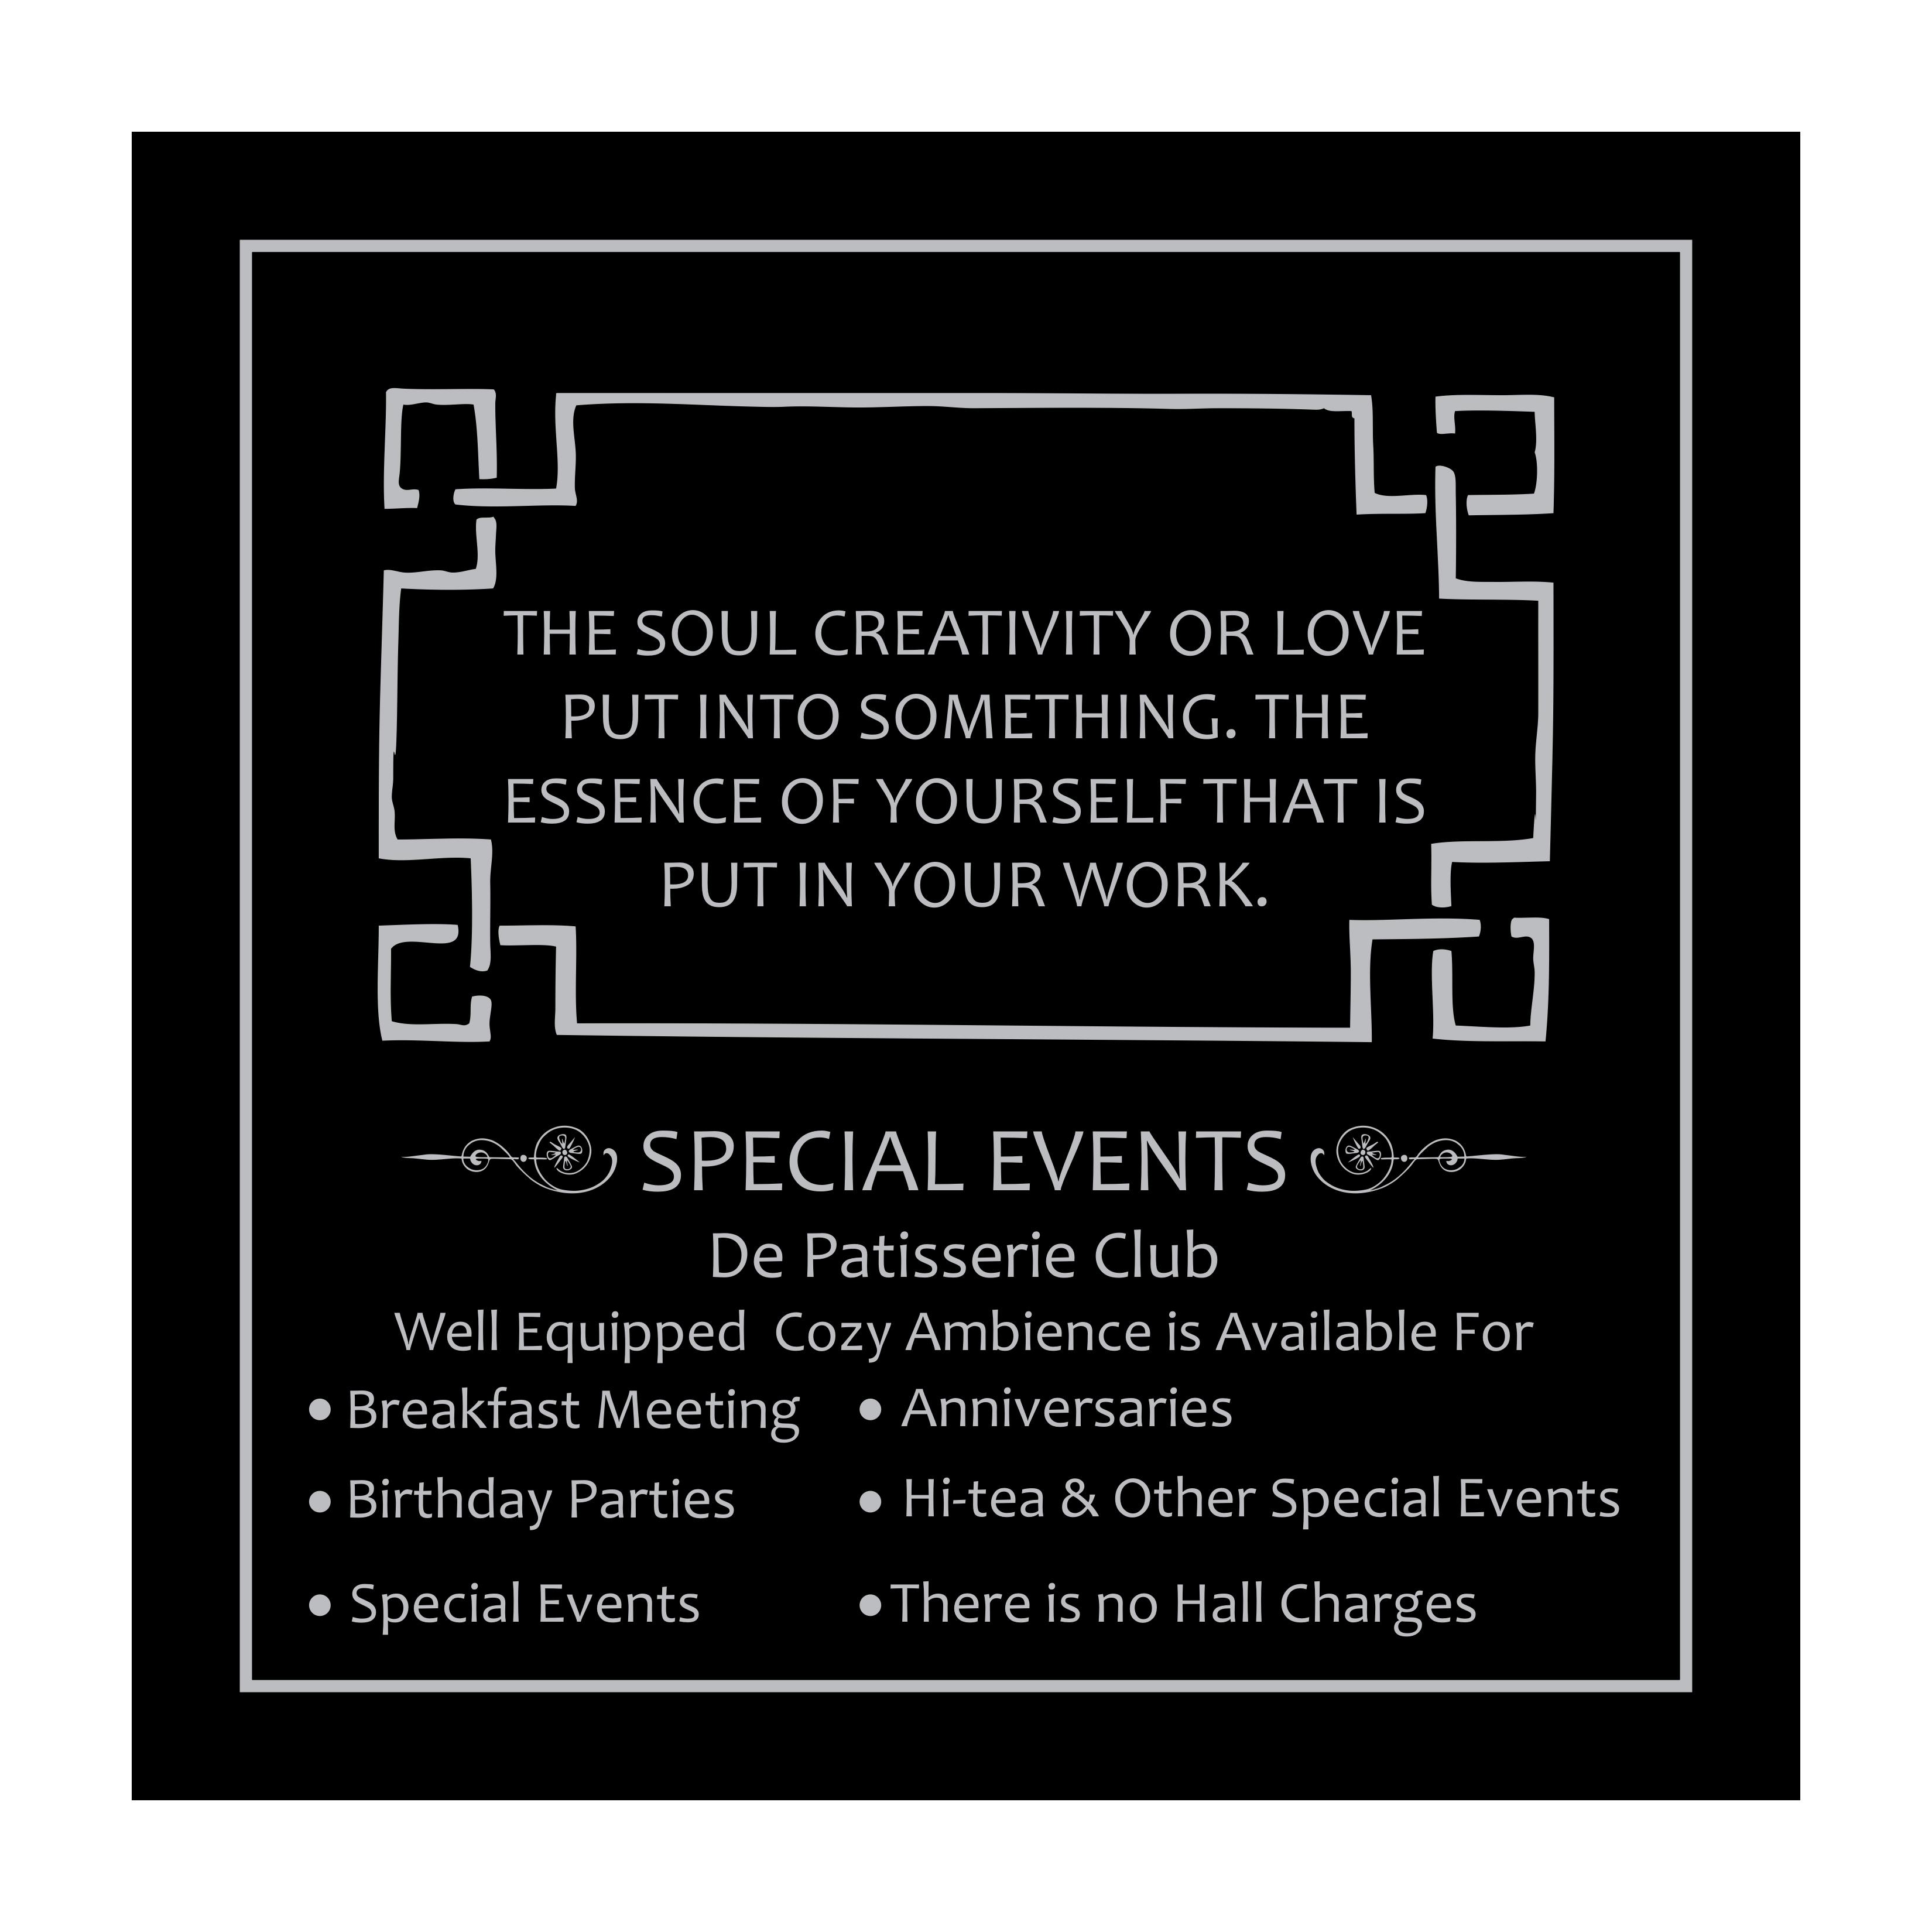 THE SOUL CREATIVITY OR LOVE
PUT INTO SOMETHING. THE
ESSENCE OF YOURSELF THAT IS
PUT IN YOUR WORK.
SPECIAL EVENTS
De Patisserie Club
Well Equipped Cozy Ambience is Available For
• Breakfast Meeting
• Birthday Parties
• Special Events
• Anniversaries
• Hi-tea & Other Special Events
• There is no Hall Charges